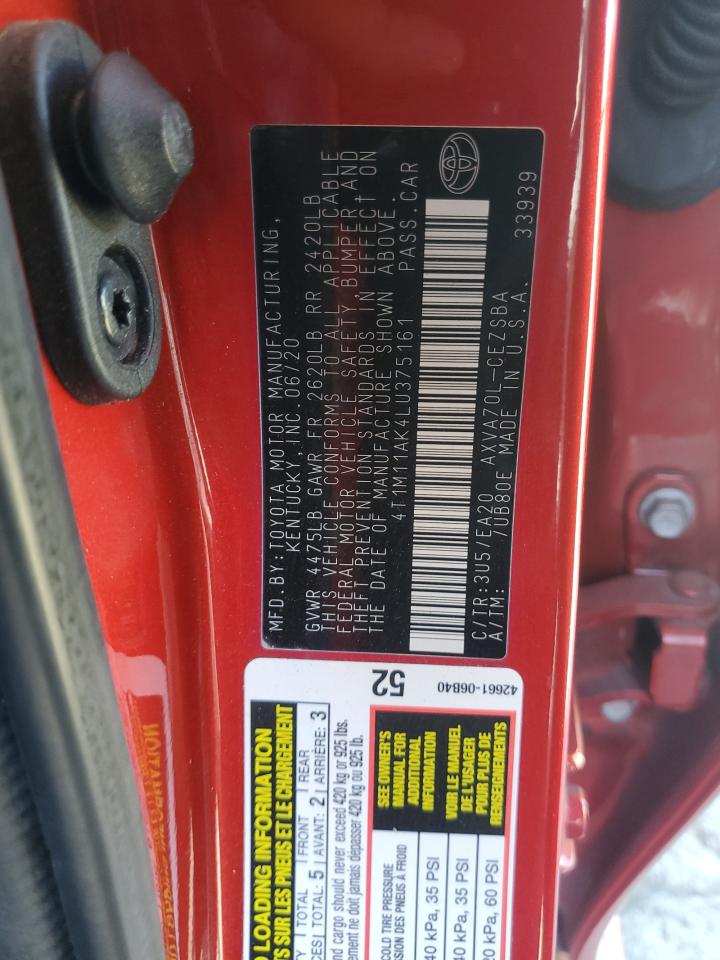 MFD. BY: TOYOTA MOTOR MANUFACTURING,
KENTUCKY, INC. 06/20
GVWR 4475LB GAWR FR 2620LB RR 2420LB
THIS VEHICLE CONFORMS TO ALL APPLICABLE
FEDERAL MOTOR VEHICLE SAFETY, BUMPER AND
THEFT PREVENTION STANDARDS IN EFFECT ON
THE DATE OF MANUFACTURE SHOWN ABOVE.
4T1M11AK4LU375161 PASS. CAR
C/TR: 3U5/EA20 AXVA70L-CEZSBA
A/TM: /UB80E MADE IN U.S.A. 33939
LOADING INFORMATION
SUR LES PNEUS ET LE CHARGEMENT
TOTAL FRONT REAR
TOTAL: 5 AVANT: 2 ARRIÈRE: 3
and cargo should never exceed 420 kg or 925 lbs.
ne doit jamais dépasser 420 kg ou 925 lb.
COLD TIRE PRESSURE
DES PNEUS À FROID
40 kPa, 35 PSI
40 kPa, 35 PSI
20 kPa, 60 PSI
SEE OWNER'S
MANUAL FOR
ADDITIONAL
INFORMATION
VOIR LE MANUEL
DE L'USAGER
POUR PLUS DE
RENSEIGNEMENTS
52
42661-06B40